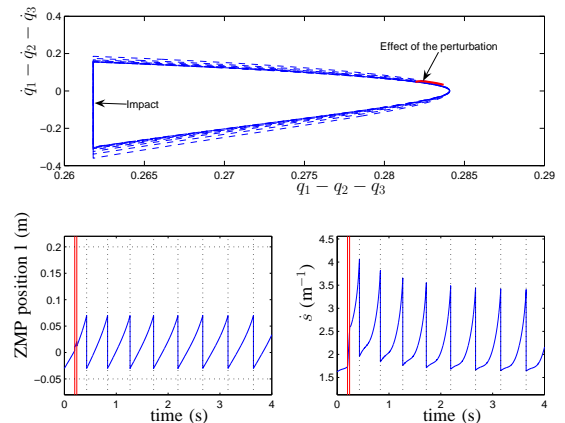 q̇₁ − q̇₂ − q̇₃
0.4
0.2
0
−0.2
−0.4
Effect of the perturbation
Impact
0.26 0.265 0.27 0.275 0.28 0.285 0.29
q₁ − q₂ − q₃
ZMP position 1 (m)
0.2
0.15
0.1
0.05
0
−0.05
0 1 2 3 4
time (s)
ṡ (m⁻¹)
4.5
4
3.5
3
2.5
2
1.5
1
0 1 2 3 4
time (s)